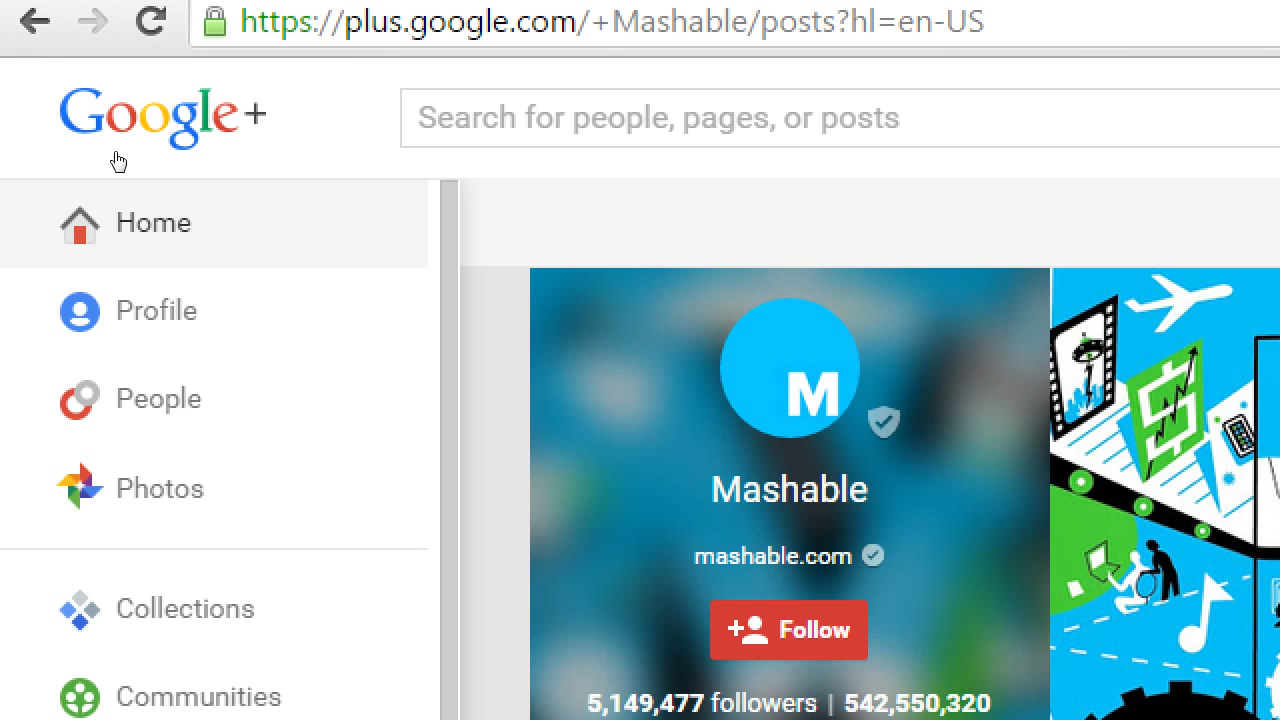 https://plus.google.com/+Mashable/posts?hl=en-US
Google+
Search for people, pages, or posts
Home
Profile
People
Photos
Collections
Communities
M
Mashable
mashable.com
Follow
5,149,477 followers | 542,550,320